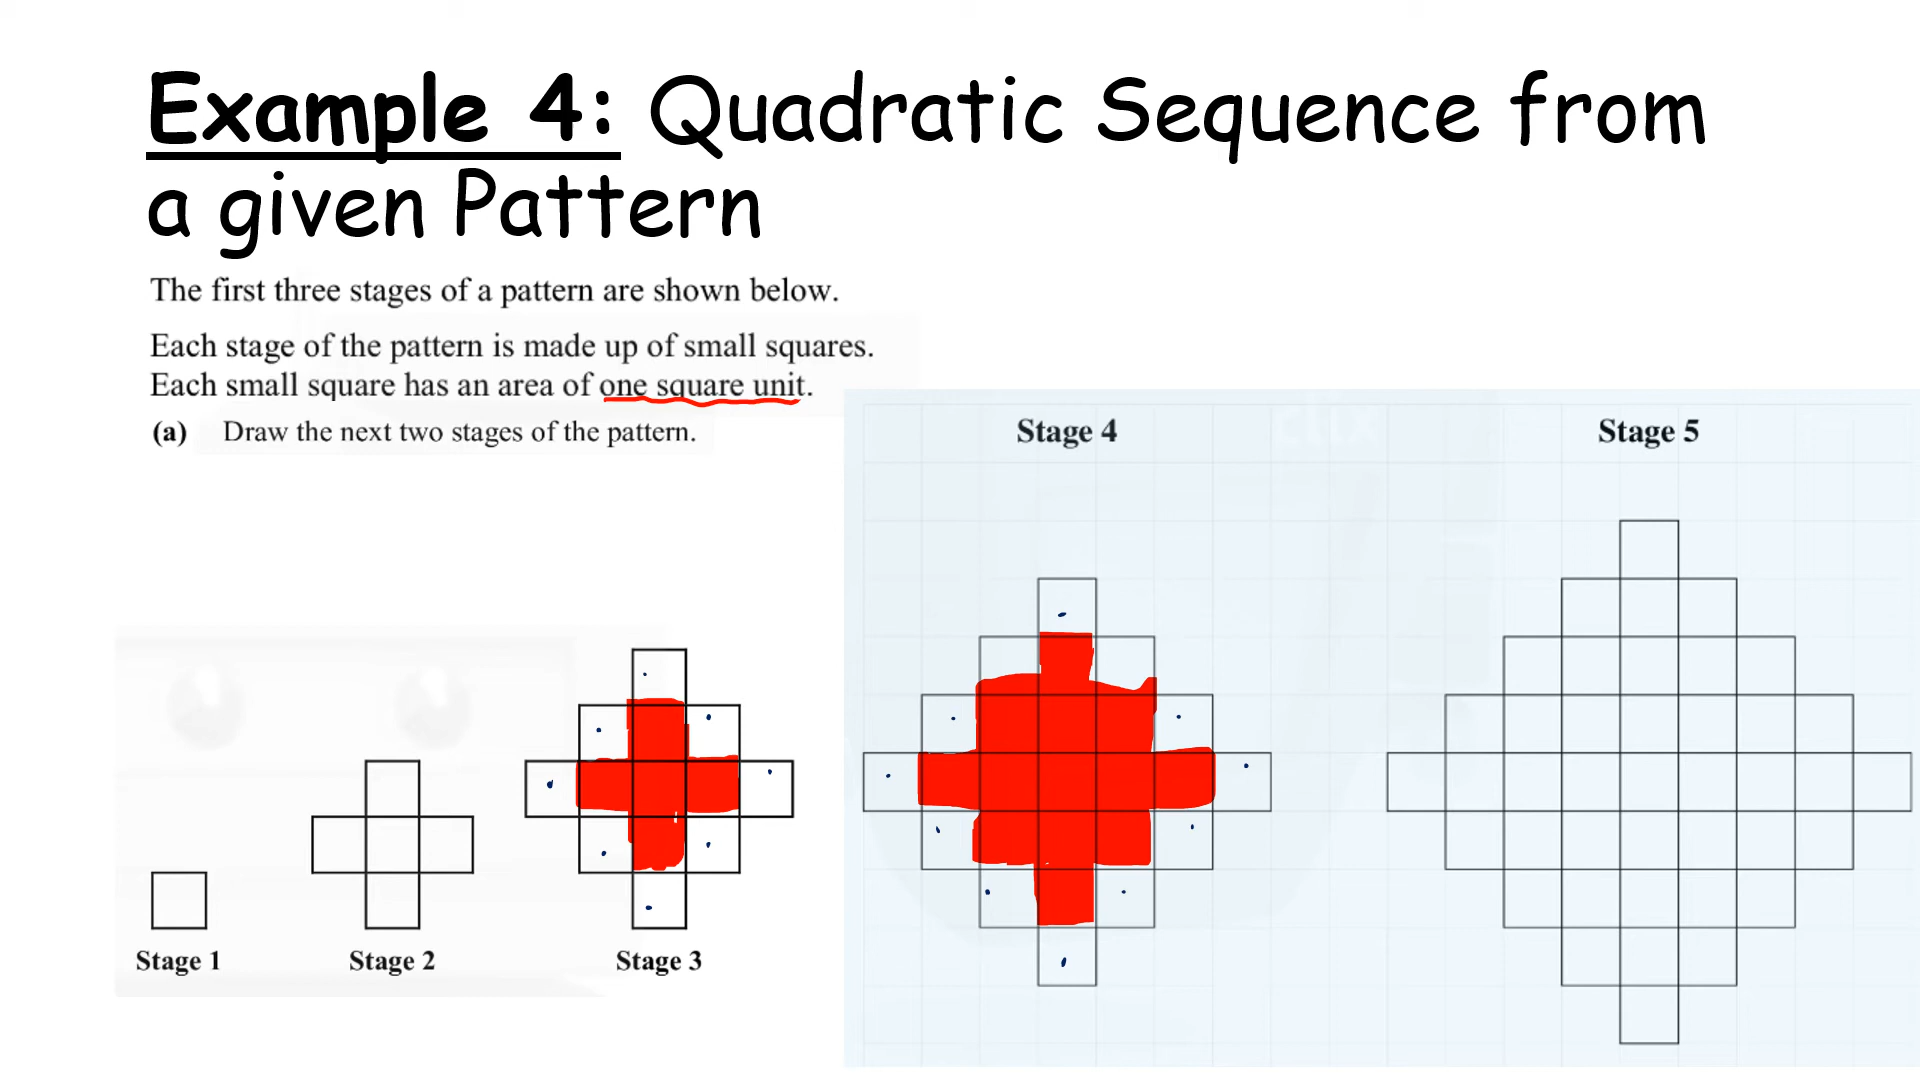 Example 4: Quadratic Sequence from
a given Pattern
The first three stages of a pattern are shown below.
Each stage of the pattern is made up of small squares.
Each small square has an area of one square unit.
(a) Draw the next two stages of the pattern.
Stage 4
Stage 5
Stage 1
Stage 2
Stage 3